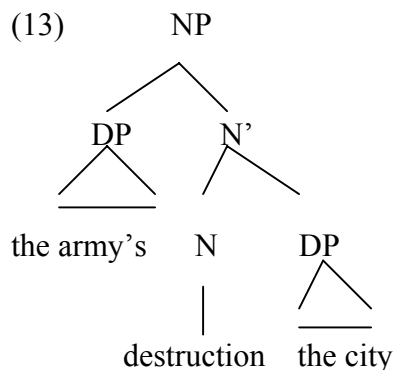 (13) NP
DP N’
the army’s N DP
destruction the city